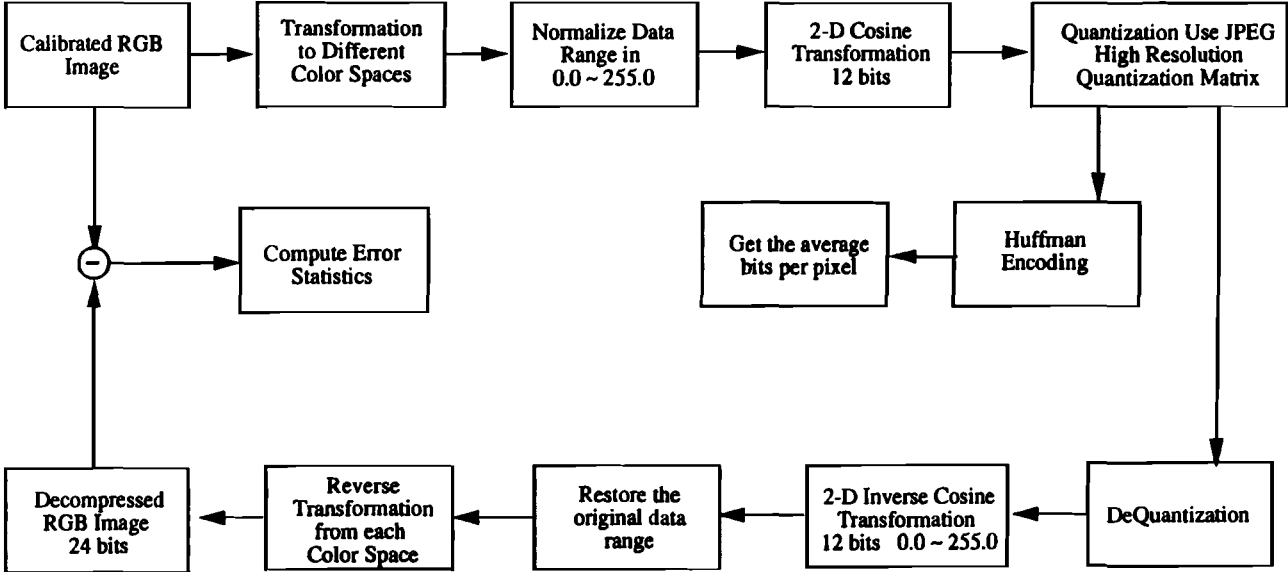 Calibrated RGB
Image
Transformation
to Different
Color Spaces
Normalize Data
Range in
0.0 ~ 255.0
2-D Cosine
Transformation
12 bits
Quantization Use JPEG
High Resolution
Quantization Matrix
Compute Error
Statistics
Get the average
bits per pixel
Huffman
Encoding
Decompressed
RGB Image
24 bits
Reverse
Transformation
from each
Color Space
Restore the
original data
range
2-D Inverse Cosine
Transformation
12 bits 0.0 ~ 255.0
DeQuantization